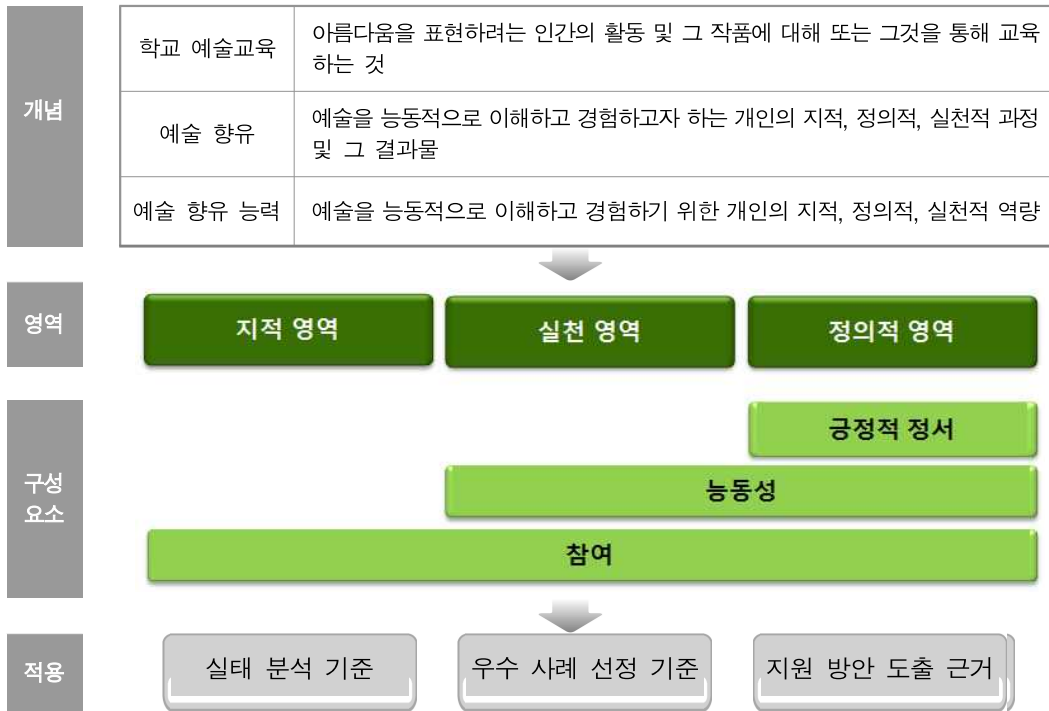 개념
학교 예술교육
아름다움을 표현하려는 인간의 활동 및 그 작품에 대해 또는 그것을 통해 교육
하는 것
예술 향유
예술을 능동적으로 이해하고 경험하고자 하는 개인의 지적, 정의적, 실천적 과정
및 그 결과물
예술 향유 능력
예술을 능동적으로 이해하고 경험하기 위한 개인의 지적, 정의적, 실천적 역량
영역
지적 영역
실천 영역
정의적 영역
구성
요소
긍정적 정서
능동성
참여
적용
실태 분석 기준
우수 사례 선정 기준
지원 방안 도출 근거